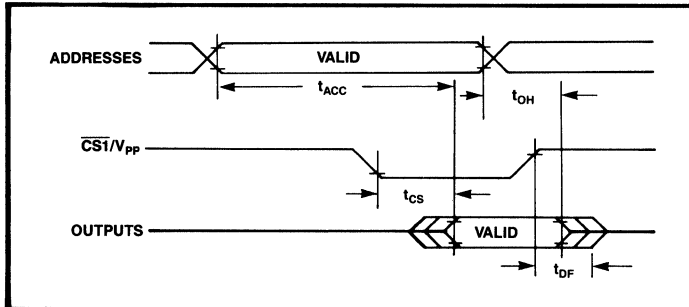 ADDRESSES
VALID
tACC
tOH
CS1/VPP
tCS
OUTPUTS
VALID
tDF